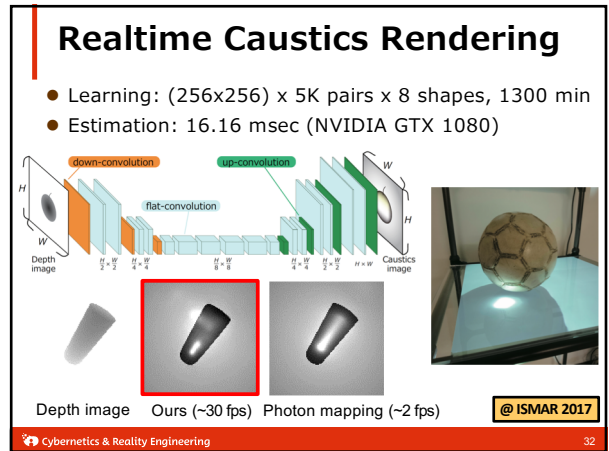 Realtime Caustics Rendering
● Learning: (256x256) x 5K pairs x 8 shapes, 1300 min
● Estimation: 16.16 msec (NVIDIA GTX 1080)
down-convolution
up-convolution
flat-convolution
H
W
Depth
image
H/2 × W/2
H/4 × W/4
H/8 × W/8
H/4 × W/4
H/2 × W/2
H × W
W
H
Caustics
image
Depth image
Ours (~30 fps)
Photon mapping (~2 fps)
@ ISMAR 2017
Cybernetics & Reality Engineering
32